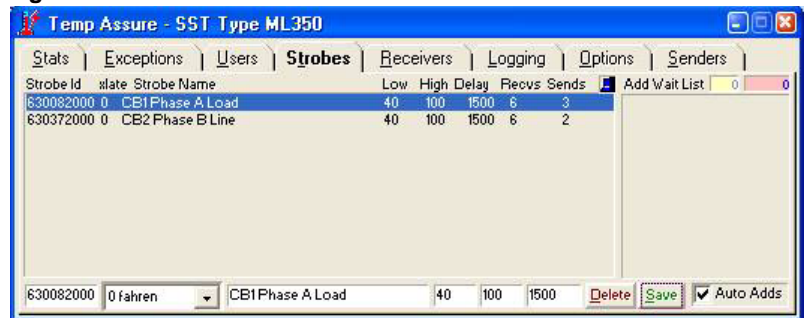 Temp Assure - SST Type ML350
Stats Exceptions Users Strobes Receivers Logging Options Senders
Strobe Id xlate Strobe Name Low High Delay Recvs Sends Add Wait List 0 0
630082000 0 CB1 Phase A Load 40 100 1500 6 3
630372000 0 CB2 Phase B Line 40 100 1500 6 2
630082000 0 fahren CB1 Phase A Load 40 100 1500 Delete Save Auto Adds